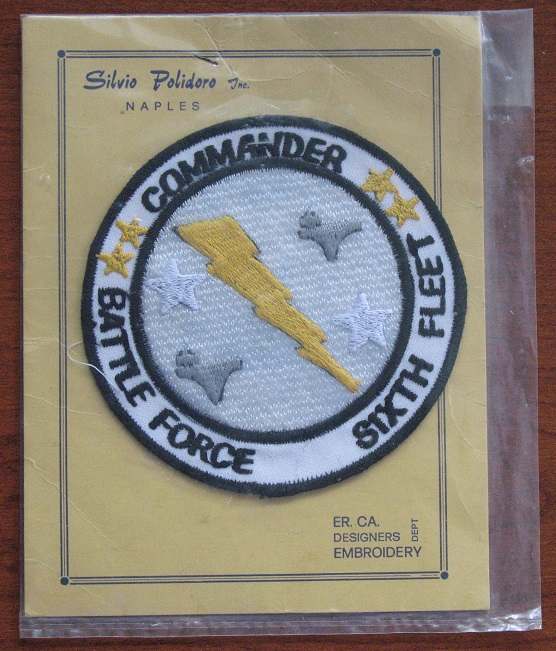 Silvio Polidoro Inc.
NAPLES
COMMANDER
BATTLE FORCE
SIXTH FLEET
ER. CA.
DESIGNERS DEPT
EMBROIDERY